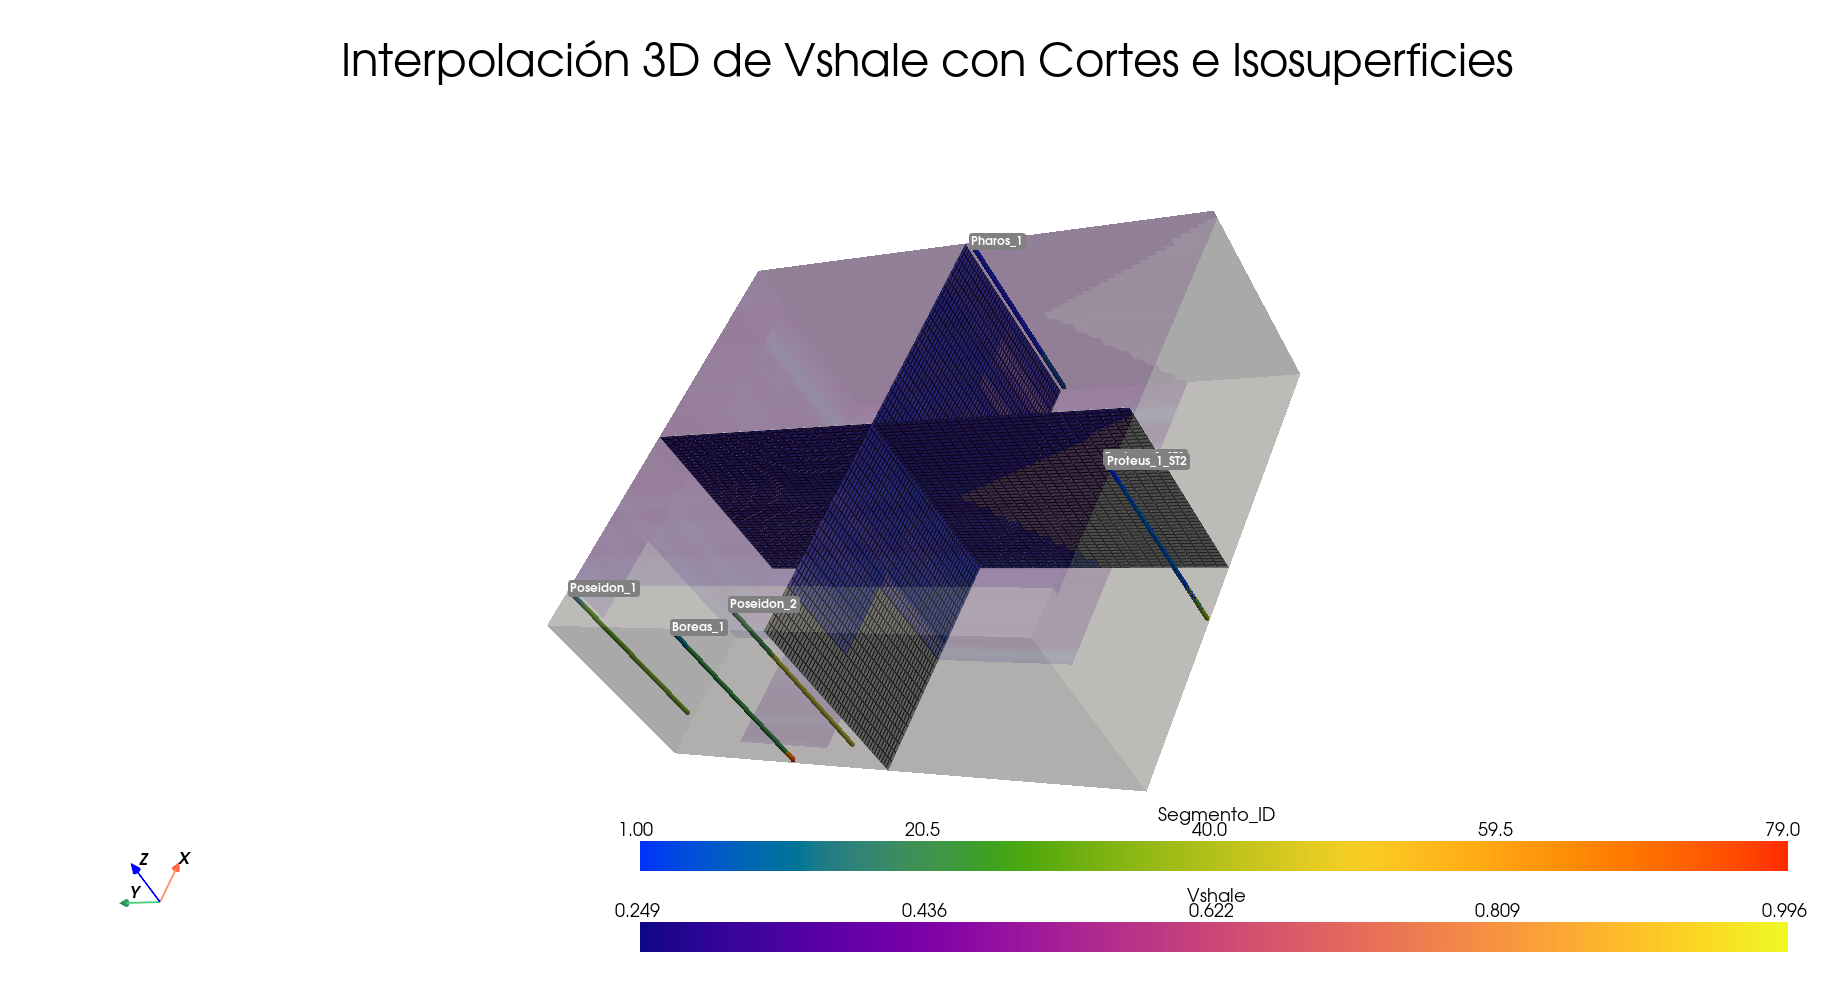 Interpolación 3D de Vshale con Cortes e Isosuperficies
Pharos_1
Proteus_1_ST2
Poseidon_1
Poseidon_2
Boreas_1
Segmento_ID
1.00 20.5 40.0 59.5 79.0
Vshale
0.249 0.436 0.622 0.809 0.996
Z
X
Y